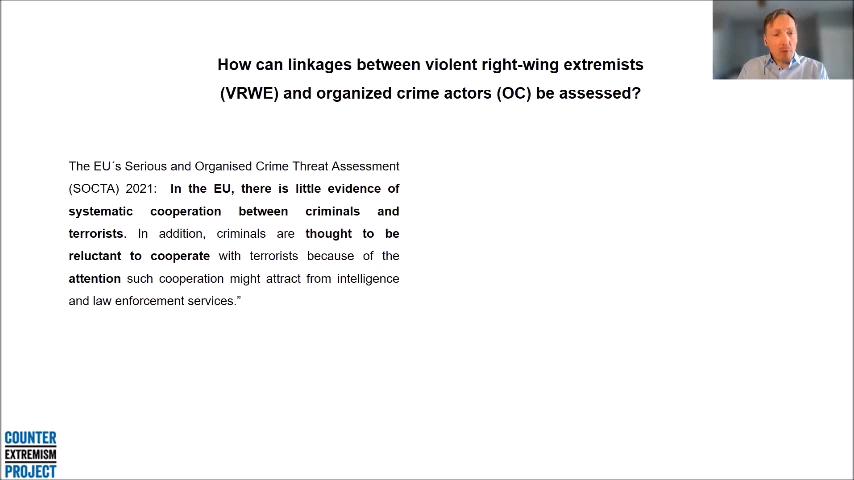 How can linkages between violent right-wing extremists
(VRWE) and organized crime actors (OC) be assessed?
The EU´s Serious and Organised Crime Threat Assessment
(SOCTA) 2021: In the EU, there is little evidence of
systematic cooperation between criminals and
terrorists. In addition, criminals are thought to be
reluctant to cooperate with terrorists because of the
attention such cooperation might attract from intelligence
and law enforcement services.”
COUNTER
EXTREMISM
PROJECT